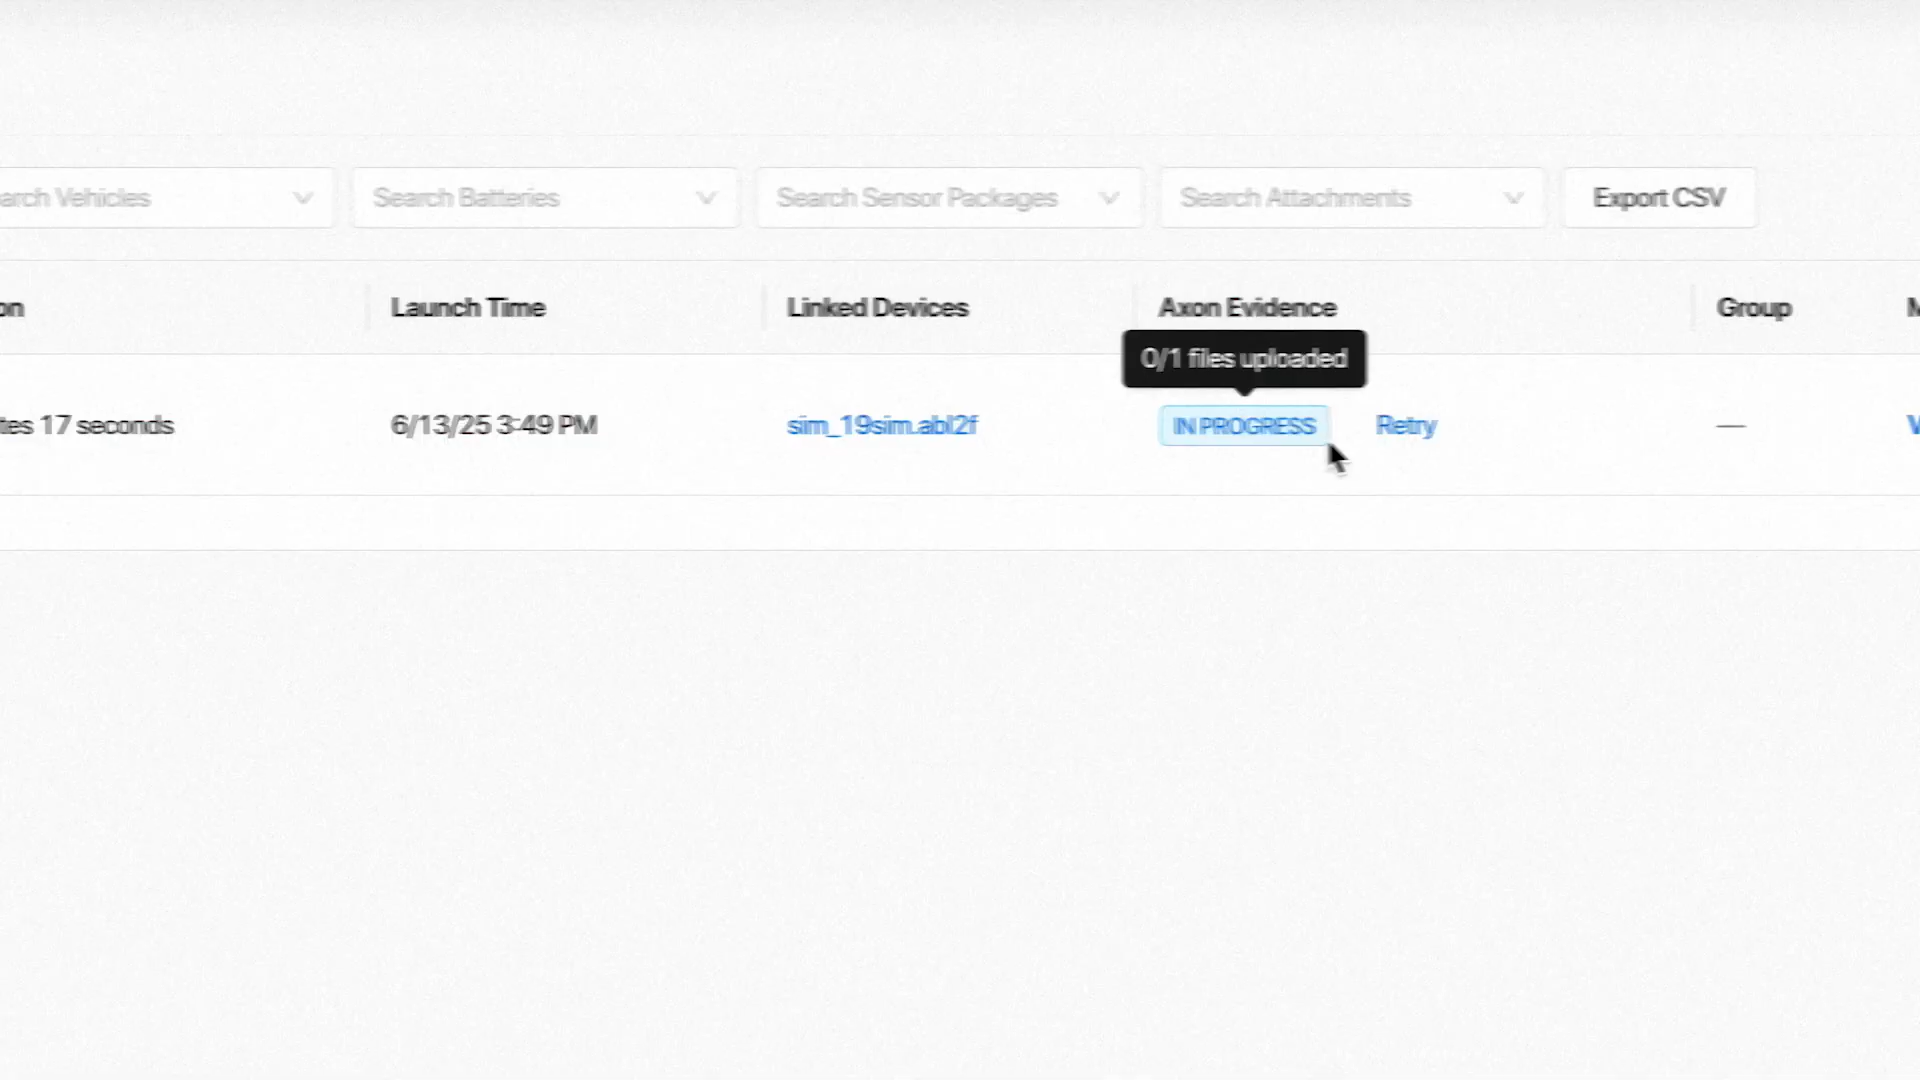 arch Vehicles
Search Batteries
Search Sensor Packages
Search Attachments
Export CSV
on
Launch Time
Linked Devices
Axon Evidence
Group
M
0/1 files uploaded
tes 17 seconds
6/13/25 3:49 PM
sim_19sim.abl2f
IN PROGRESS
Retry
—
V